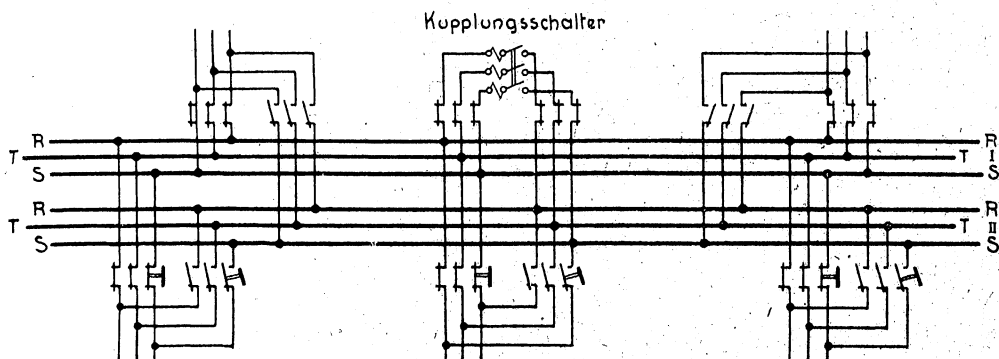 Kupplungsschalter
R R
T T I
S S
R R
T T II
S S